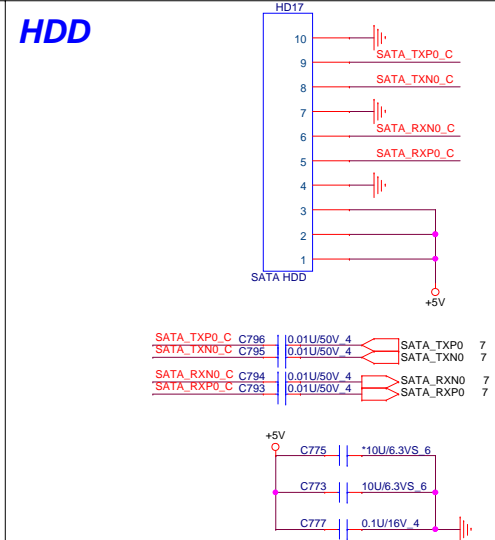 HDD
HD17
10
9 SATA_TXP0_C
8 SATA_TXN0_C
7
6 SATA_RXN0_C
5 SATA_RXP0_C
4
3
2
1
SATA HDD
+5V
SATA_TXP0_C C796 0.01U/50V_4 SATA_TXP0 7
SATA_TXN0_C C795 0.01U/50V_4 SATA_TXN0 7
SATA_RXN0_C C794 0.01U/50V_4 SATA_RXN0 7
SATA_RXP0_C C793 0.01U/50V_4 SATA_RXP0 7
+5V
C775 *10U/6.3VS_6
C773 10U/6.3VS_6
C777 0.1U/16V_4